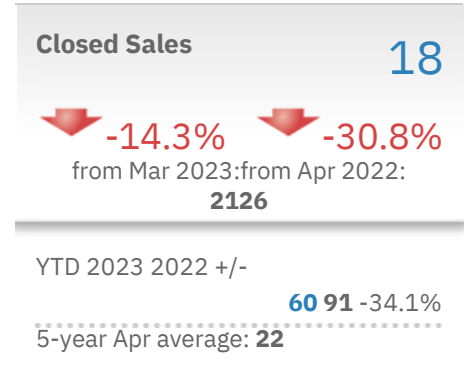 Closed Sales
18
-14.3% -30.8%
from Mar 2023:from Apr 2022:
2126
YTD 2023 2022 +/-
60 91 -34.1%
5-year Apr average: 22